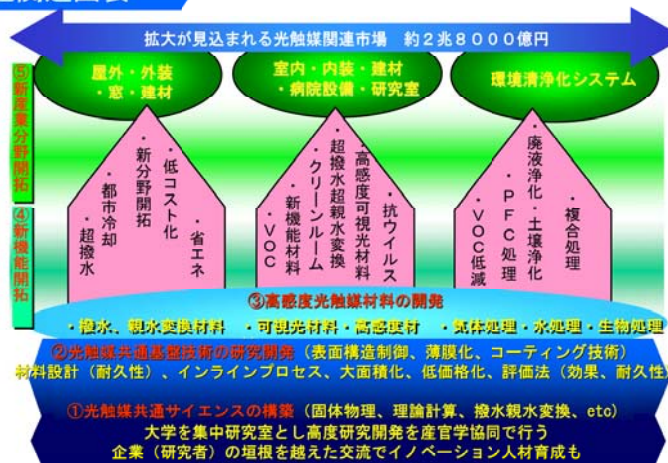 拡大が見込まれる光触媒関連市場 約2兆8000億円
屋外・外装
・窓・建材
室内・内装・建材
・病院設備・研究室
環境清浄化システム
⑤新産業分野開拓
④新機能開拓
・超撥水
・都市冷却
・新分野開拓
・低コスト化
・省エネ
・VOC
・新機能材料
・クリーンルーム
・超撥水超親水変換
・高感度可視光材料
・抗ウイルス
・VOC低減
・PFC処理
・廃液浄化・土壌浄化
・複合処理
③高感度光触媒材料の開発
・撥水、親水変換材料 ・可視光材料・高感度材 ・気体処理・水処理・生物処理
②光触媒共通基盤技術の研究開発（表面構造制御、薄膜化、コーティング技術）
材料設計（耐久性）、インラインプロセス、大面積化、低価格化、評価法（効果、耐久性）
①光触媒共通サイエンスの構築（固体物理、理論計算、撥水親水変換、etc)
大学を集中研究室とし高度研究開発を産官学協同で行う
企業（研究者）の垣根を越えた交流でイノベーション人材育成も